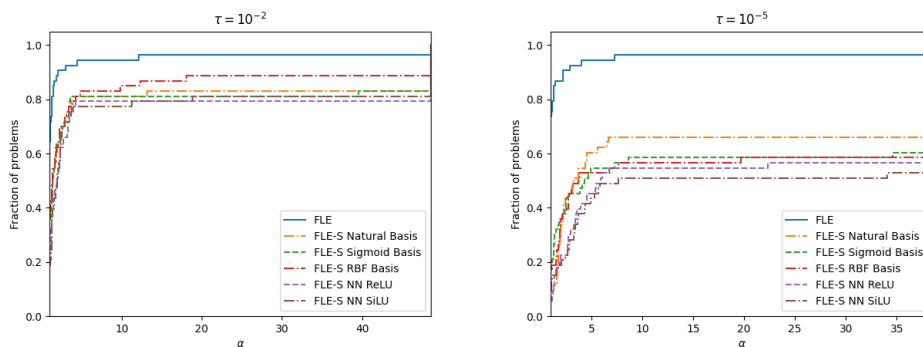 τ = 10⁻²
Fraction of problems
1.0
0.8
0.6
0.4
0.2
0.0
10
20
30
40
α
FLE
FLE-S Natural Basis
FLE-S Sigmoid Basis
FLE-S RBF Basis
FLE-S NN ReLU
FLE-S NN SiLU
τ = 10⁻⁵
Fraction of problems
1.0
0.8
0.6
0.4
0.2
0.0
5
10
15
20
25
30
35
α
FLE
FLE-S Natural Basis
FLE-S Sigmoid Basis
FLE-S RBF Basis
FLE-S NN ReLU
FLE-S NN SiLU